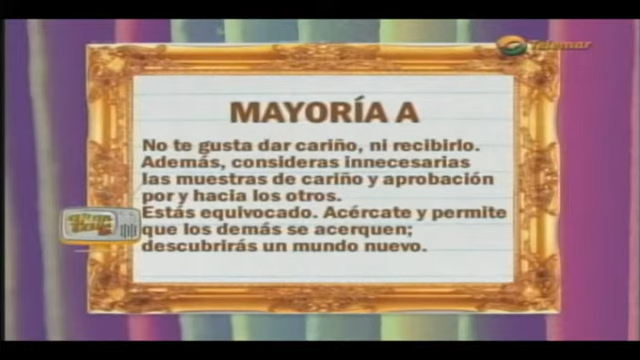 Telemar
MAYORÍA A
No te gusta dar cariño, ni recibirlo.
Además, consideras innecesarias
las muestras de cariño y aprobación
por y hacia los otros.
Estás equivocado. Acércate y permite
que los demás se acerquen;
descubrirás un mundo nuevo.